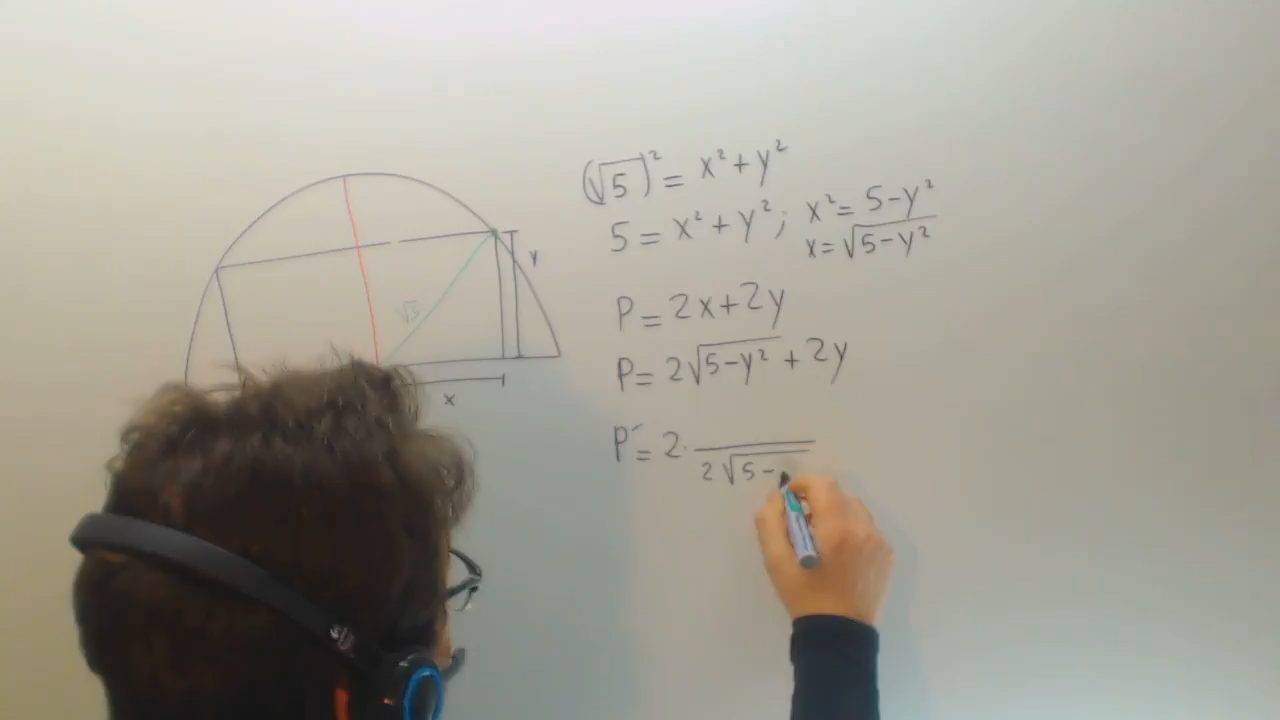 (√5)² = x² + y²
5 = x² + y² ; x² = 5 - y²
x = √5 - y²
P = 2x + 2y
P = 2√5 - y² + 2y
P´ = 2 · / 2√5 -
√5
y
x